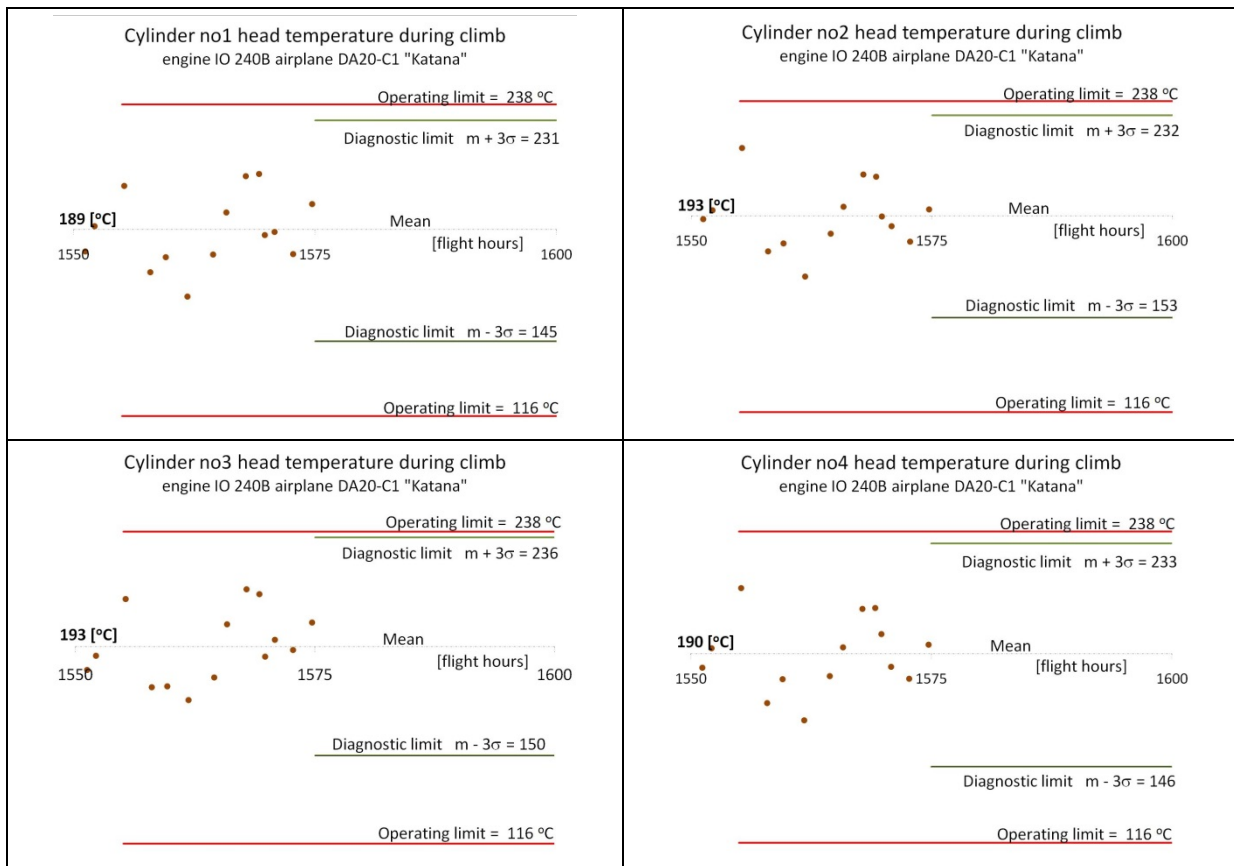 Cylinder no1 head temperature during climb
engine IO 240B airplane DA20-C1 "Katana"
Operating limit = 238 ºC
Diagnostic limit m + 3σ = 231
189 [ºC]
Mean
[flight hours]
1550
1575
1600
Diagnostic limit m - 3σ = 145
Operating limit = 116 ºC
Cylinder no2 head temperature during climb
engine IO 240B airplane DA20-C1 "Katana"
Operating limit = 238 ºC
Diagnostic limit m + 3σ = 232
193 [ºC]
Mean
[flight hours]
1550
1575
1600
Diagnostic limit m - 3σ = 153
Operating limit = 116 ºC
Cylinder no3 head temperature during climb
engine IO 240B airplane DA20-C1 "Katana"
Operating limit = 238 ºC
Diagnostic limit m + 3σ = 236
193 [ºC]
Mean
[flight hours]
1550
1575
1600
Diagnostic limit m - 3σ = 150
Operating limit = 116 ºC
Cylinder no4 head temperature during climb
engine IO 240B airplane DA20-C1 "Katana"
Operating limit = 238 ºC
Diagnostic limit m + 3σ = 233
190 [ºC]
Mean
[flight hours]
1550
1575
1600
Diagnostic limit m - 3σ = 146
Operating limit = 116 ºC